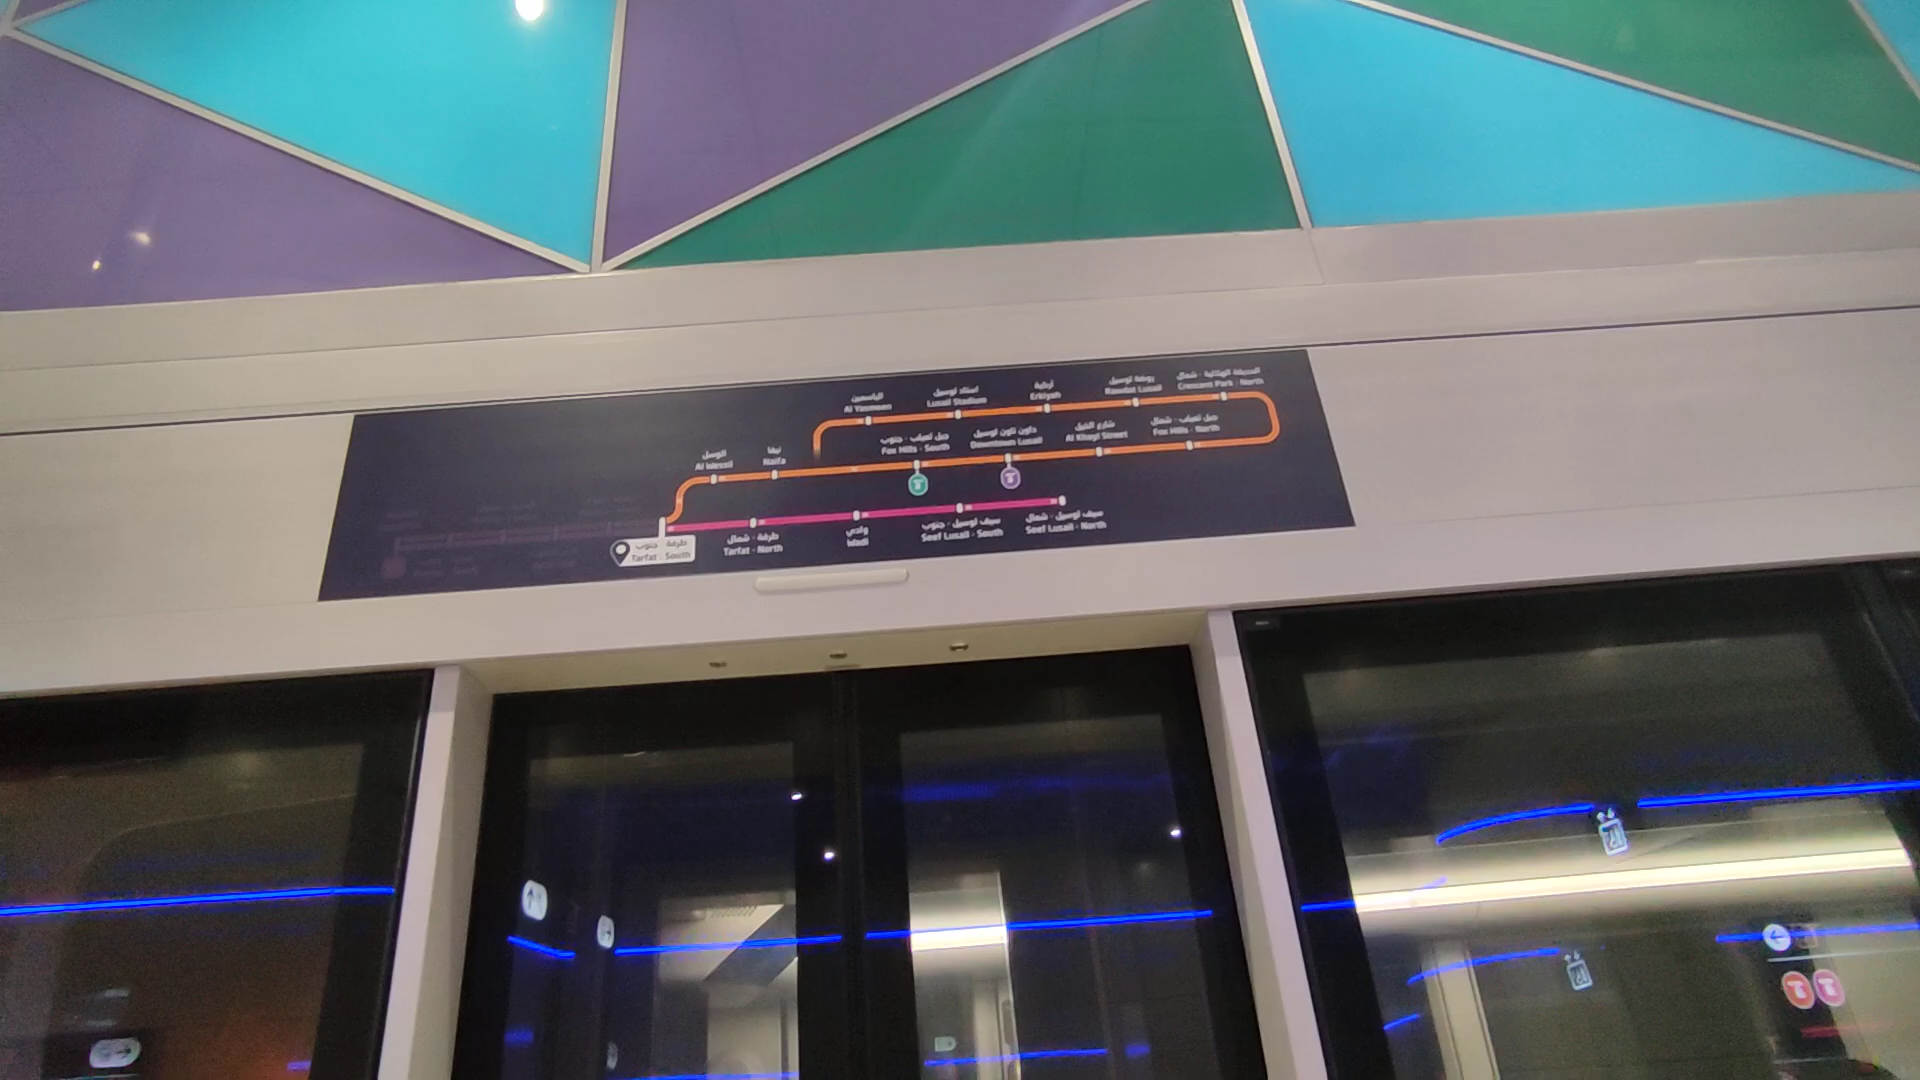 الياسمين
Al Yasmeen
استاد لوسيل
Lusail Stadium
أركية
Erkiyah
روضة لوسيل
Rawdat Lusail
الحديقة الهلالية - شمال
Crescent Park - North
الوسل
Al Wessil
نيفا
Naifa
جبل ثعيلب - جنوب
Fox Hills - South
داون تاون لوسيل
Downtown Lusail
شارع الخيل
Al Khayl Street
جبل ثعيلب - شمال
Fox Hills - North
طرفة - جنوب
Tarfat - South
طرفة - شمال
Tarfat - North
وادي
Wadi
سيف لوسيل - جنوب
Seef Lusail - South
سيف لوسيل - شمال
Seef Lusail - North